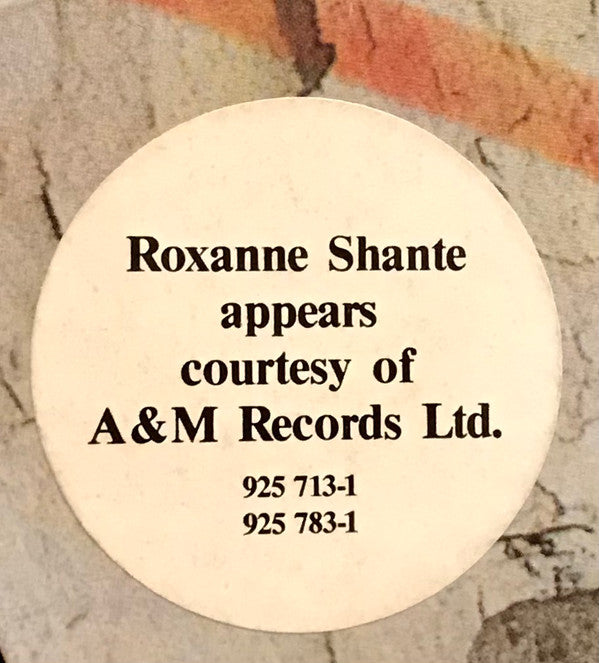 Roxanne Shante
appears
courtesy of
A&M Records Ltd.
925 713-1
925 783-1